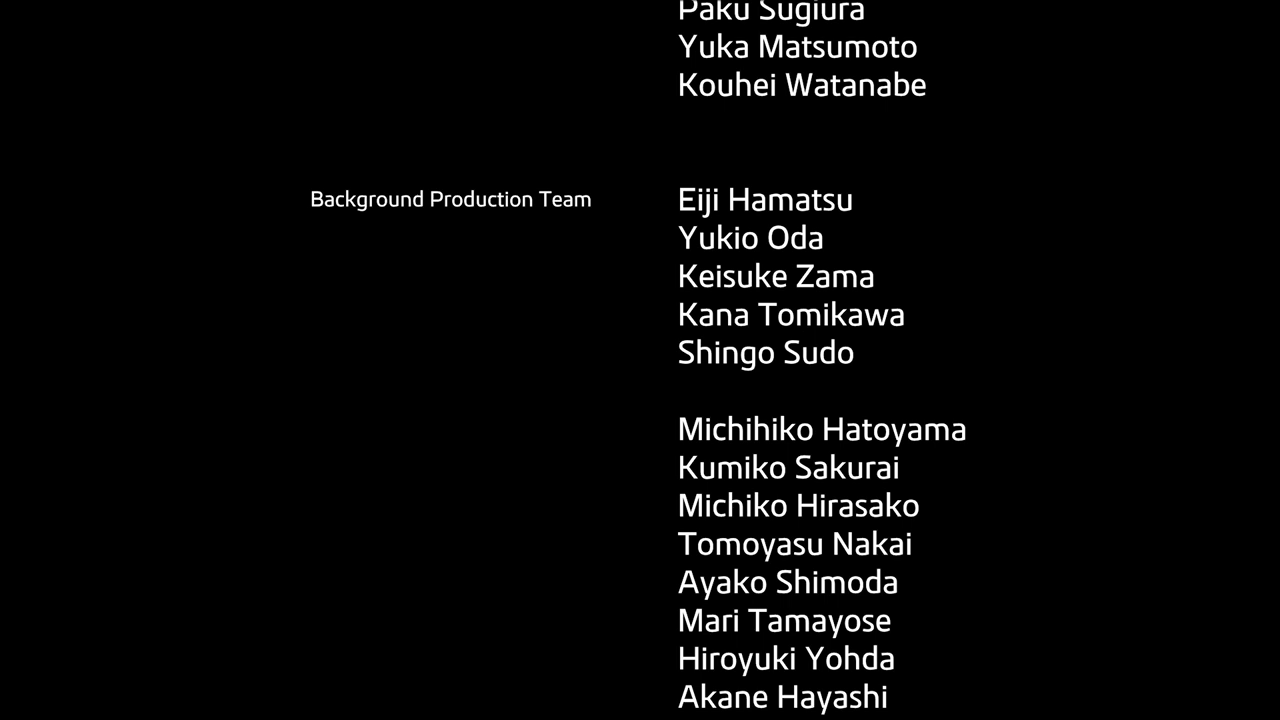 Paku Sugiura
Yuka Matsumoto
Kouhei Watanabe
Background Production Team
Eiji Hamatsu
Yukio Oda
Keisuke Zama
Kana Tomikawa
Shingo Sudo
Michihiko Hatoyama
Kumiko Sakurai
Michiko Hirasako
Tomoyasu Nakai
Ayako Shimoda
Mari Tamayose
Hiroyuki Yohda
Akane Hayashi